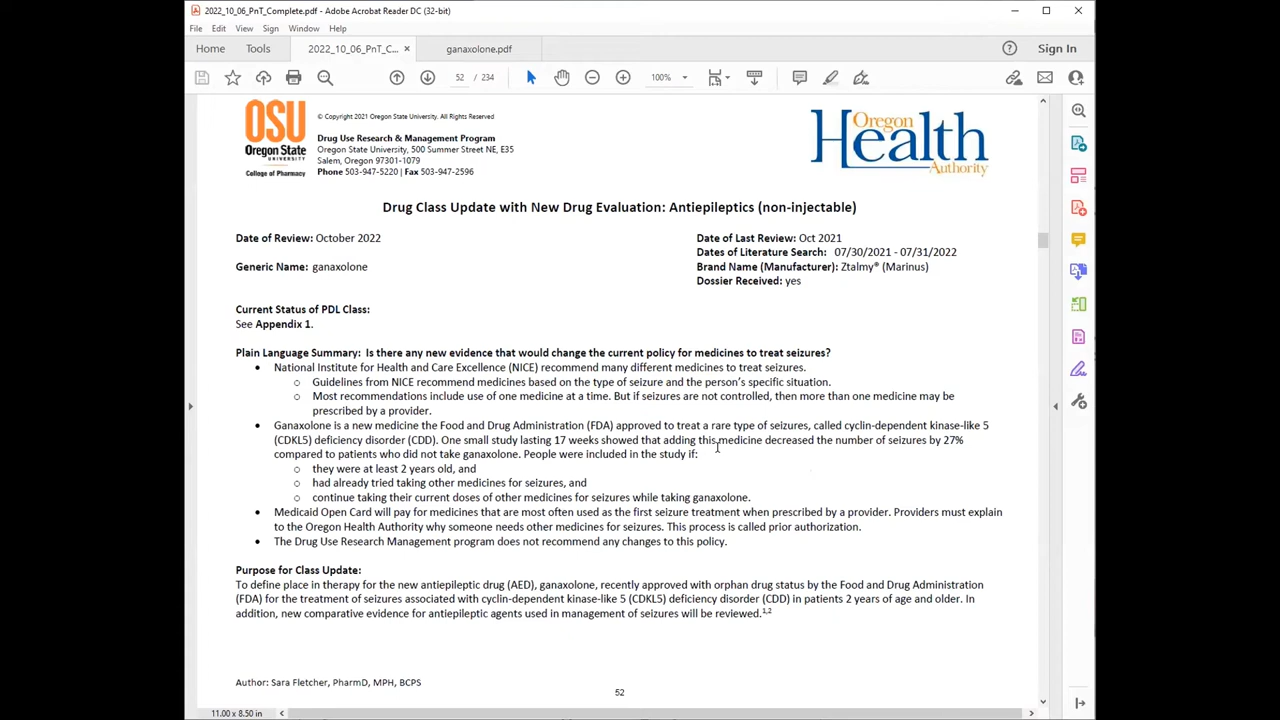 2022_10_06_PnT_Complete.pdf - Adobe Acrobat Reader DC (32-bit)
File Edit View Sign Window Help
Home Tools 2022_10_06_PnT_C... × ganaxolone.pdf Sign In
52 / 234 100%
OSU
Oregon State
UNIVERSITY
College of Pharmacy
© Copyright 2021 Oregon State University. All Rights Reserved
Drug Use Research & Management Program
Oregon State University, 500 Summer Street NE, E35
Salem, Oregon 97301-1079
Phone 503-947-5220 | Fax 503-947-2596
Oregon
Health
Authority
Drug Class Update with New Drug Evaluation: Antiepileptics (non-injectable)
Date of Review: October 2022
Date of Last Review: Oct 2021
Dates of Literature Search: 07/30/2021 - 07/31/2022
Generic Name: ganaxolone
Brand Name (Manufacturer): Ztalmy® (Marinus)
Dossier Received: yes
Current Status of PDL Class:
See Appendix 1.
Plain Language Summary: Is there any new evidence that would change the current policy for medicines to treat seizures?
• National Institute for Health and Care Excellence (NICE) recommend many different medicines to treat seizures.
o Guidelines from NICE recommend medicines based on the type of seizure and the person's specific situation.
o Most recommendations include use of one medicine at a time. But if seizures are not controlled, then more than one medicine may be
prescribed by a provider.
• Ganaxolone is a new medicine the Food and Drug Administration (FDA) approved to treat a rare type of seizures, called cyclin-dependent kinase-like 5
(CDKL5) deficiency disorder (CDD). One small study lasting 17 weeks showed that adding this medicine decreased the number of seizures by 27%
compared to patients who did not take ganaxolone. People were included in the study if:
o they were at least 2 years old, and
o had already tried taking other medicines for seizures, and
o continue taking their current doses of other medicines for seizures while taking ganaxolone.
• Medicaid Open Card will pay for medicines that are most often used as the first seizure treatment when prescribed by a provider. Providers must explain
to the Oregon Health Authority why someone needs other medicines for seizures. This process is called prior authorization.
• The Drug Use Research Management program does not recommend any changes to this policy.
Purpose for Class Update:
To define place in therapy for the new antiepileptic drug (AED), ganaxolone, recently approved with orphan drug status by the Food and Drug Administration
(FDA) for the treatment of seizures associated with cyclin-dependent kinase-like 5 (CDKL5) deficiency disorder (CDD) in patients 2 years of age and older. In
addition, new comparative evidence for antiepileptic agents used in management of seizures will be reviewed.1,2
Author: Sara Fletcher, PharmD, MPH, BCPS
52
11.00 x 8.50 in